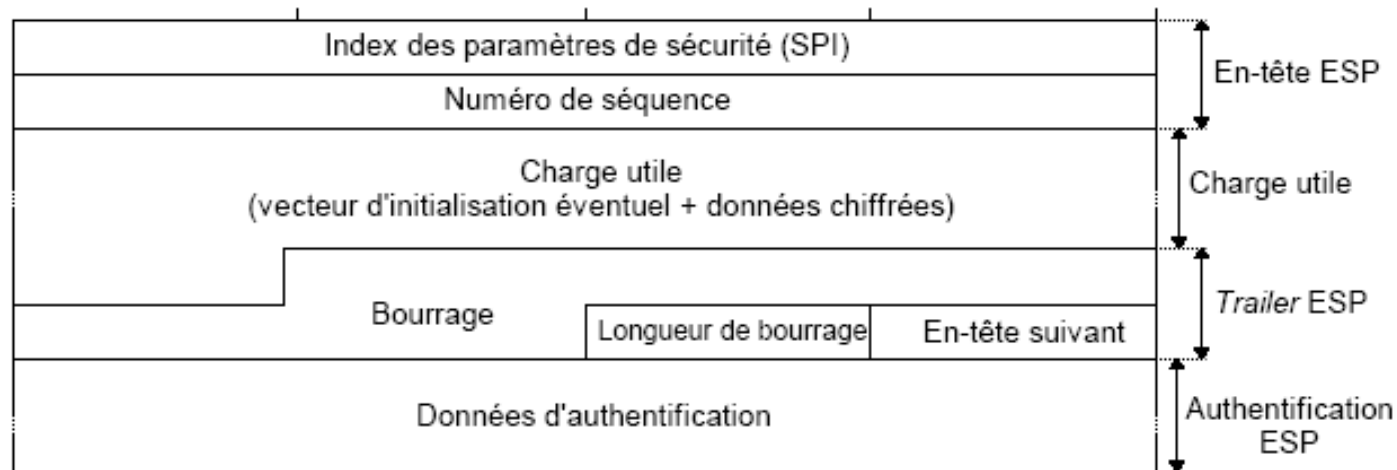 Index des paramètres de sécurité (SPI)
En-tête ESP
Numéro de séquence
Charge utile
(vecteur d'initialisation éventuel + données chiffrées)
Charge utile
Bourrage
Longueur de bourrage
En-tête suivant
Trailer ESP
Données d'authentification
Authentification
ESP